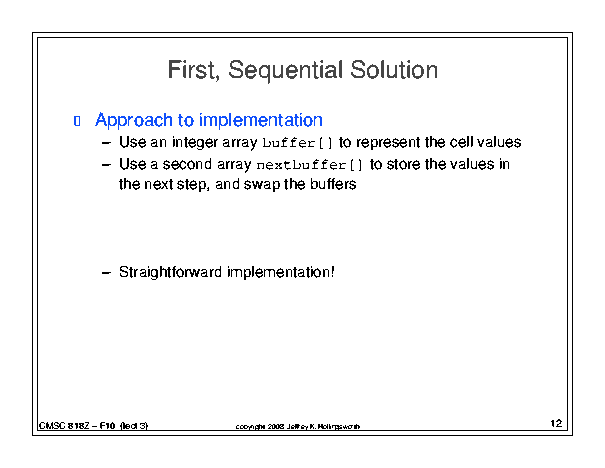 First, Sequential Solution
Approach to implementation
– Use an integer array buffer[] to represent the cell values
– Use a second array nextbuffer[] to store the values in
the next step, and swap the buffers
– Straightforward implementation!
CMSC 818Z – F10 (lect 3)
copyright 2008 Jeffrey K. Hollingsworth
12